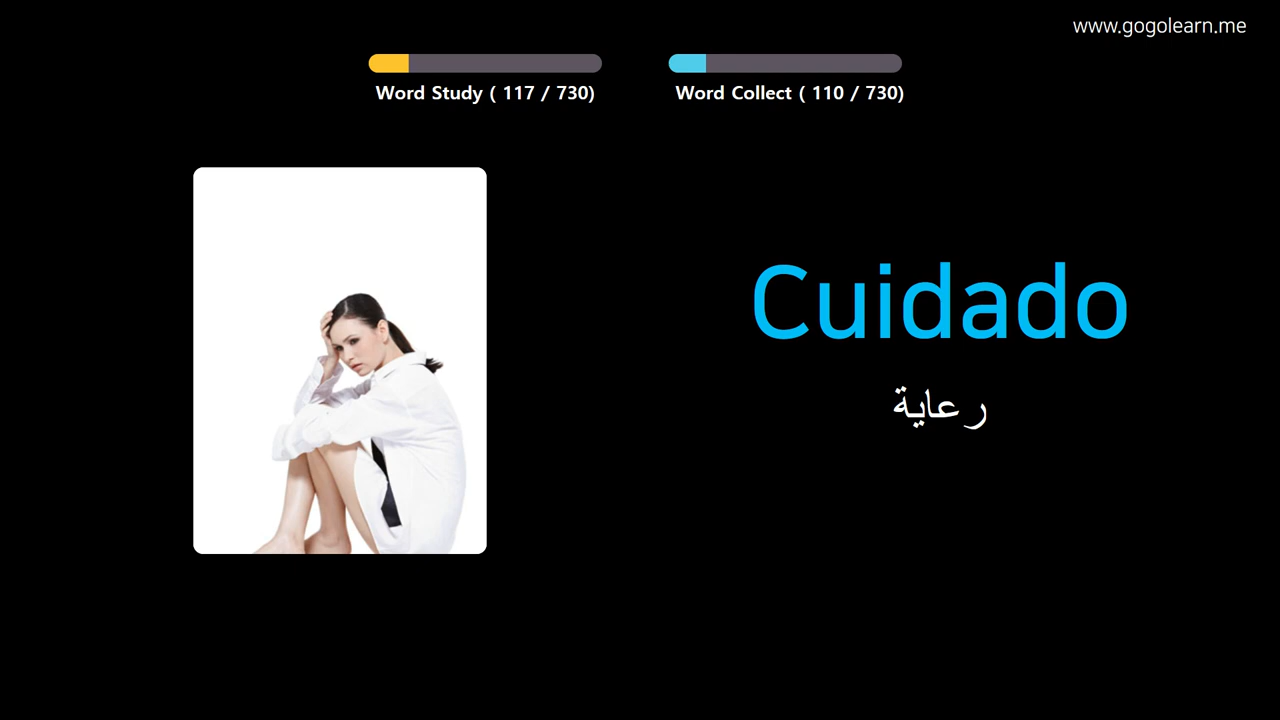 www.gogolearn.me
Word Study ( 117 / 730)
Word Collect ( 110 / 730)
Cuidado
رعاية